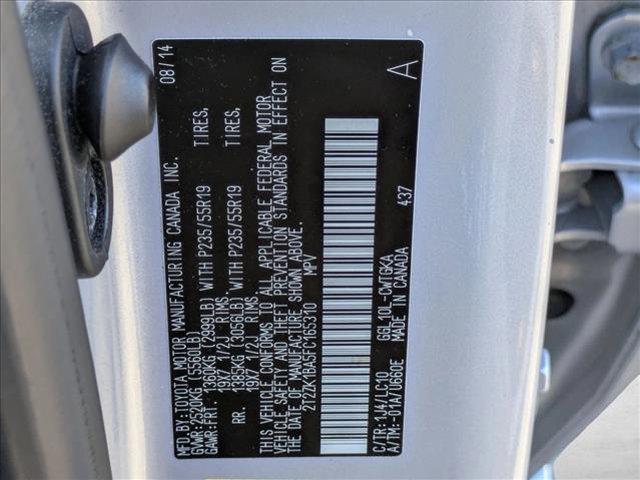 MFD.BY:TOYOTA MOTOR MANUFACTURING CANADA INC. 08/14
GVWR:2520KG(5560LB)
GAWR:FRT. 1360KG(2999LB) WITH P235/55R19 TIRES,
19X7 1/2J RIMS
RR. 1385KG(3056LB) WITH P235/55R19 TIRES,
19X7 1/2J RIMS
THIS VEHICLE CONFORMS TO ALL APPLICABLE FEDERAL MOTOR
VEHICLE SAFETY AND THEFT PREVENTION STANDARDS IN EFFECT ON
THE DATE OF MANUFACTURE SHOWN ABOVE.
2T2ZK1BA5FC165310 MPV
C/TR:1J4/LC10 GGL10L-CWTGKA A
A/TM:-01A/U660E MADE IN CANADA 437